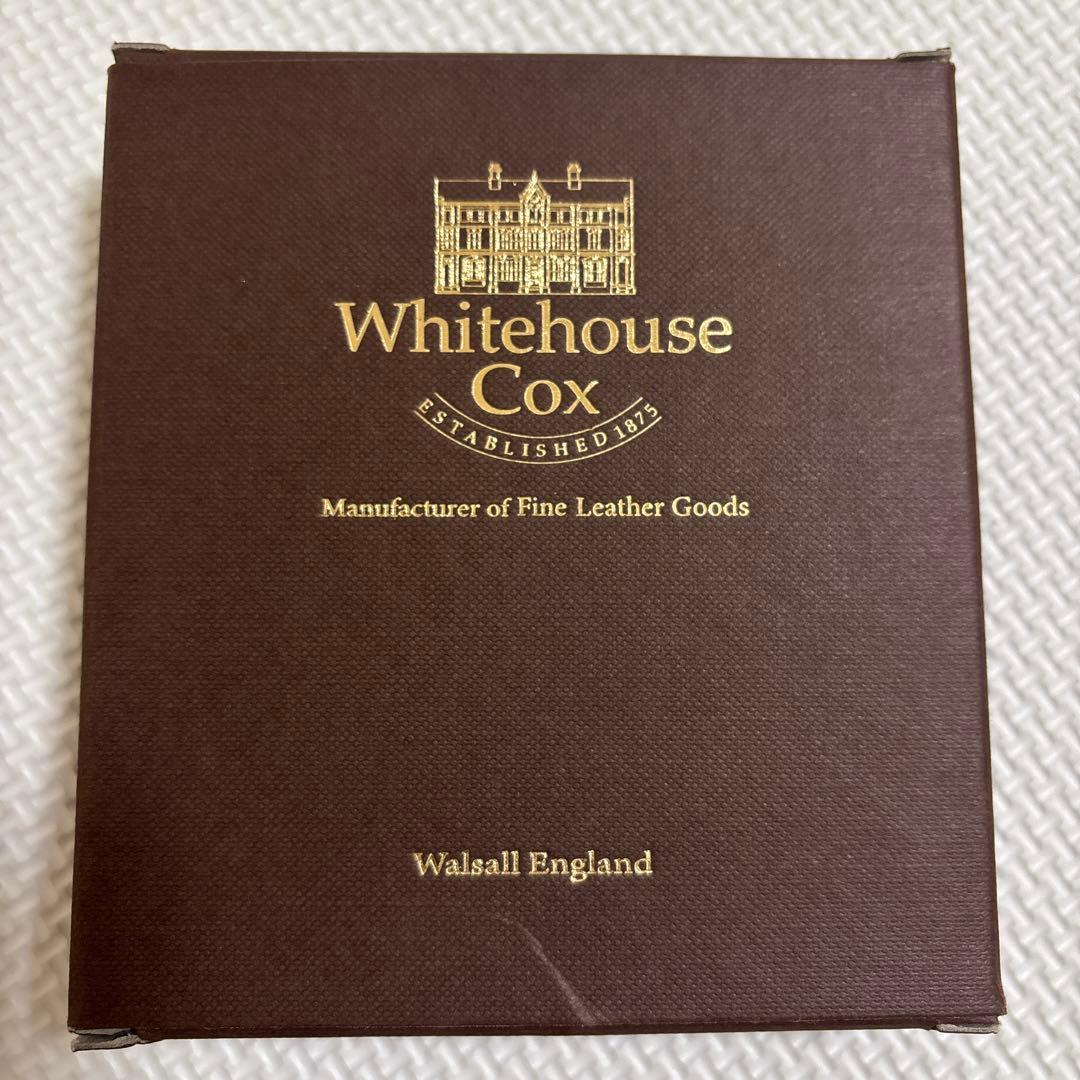 Whitehouse
Cox
ESTABLISHED 1875
Manufacturer of Fine Leather Goods
Walsall England